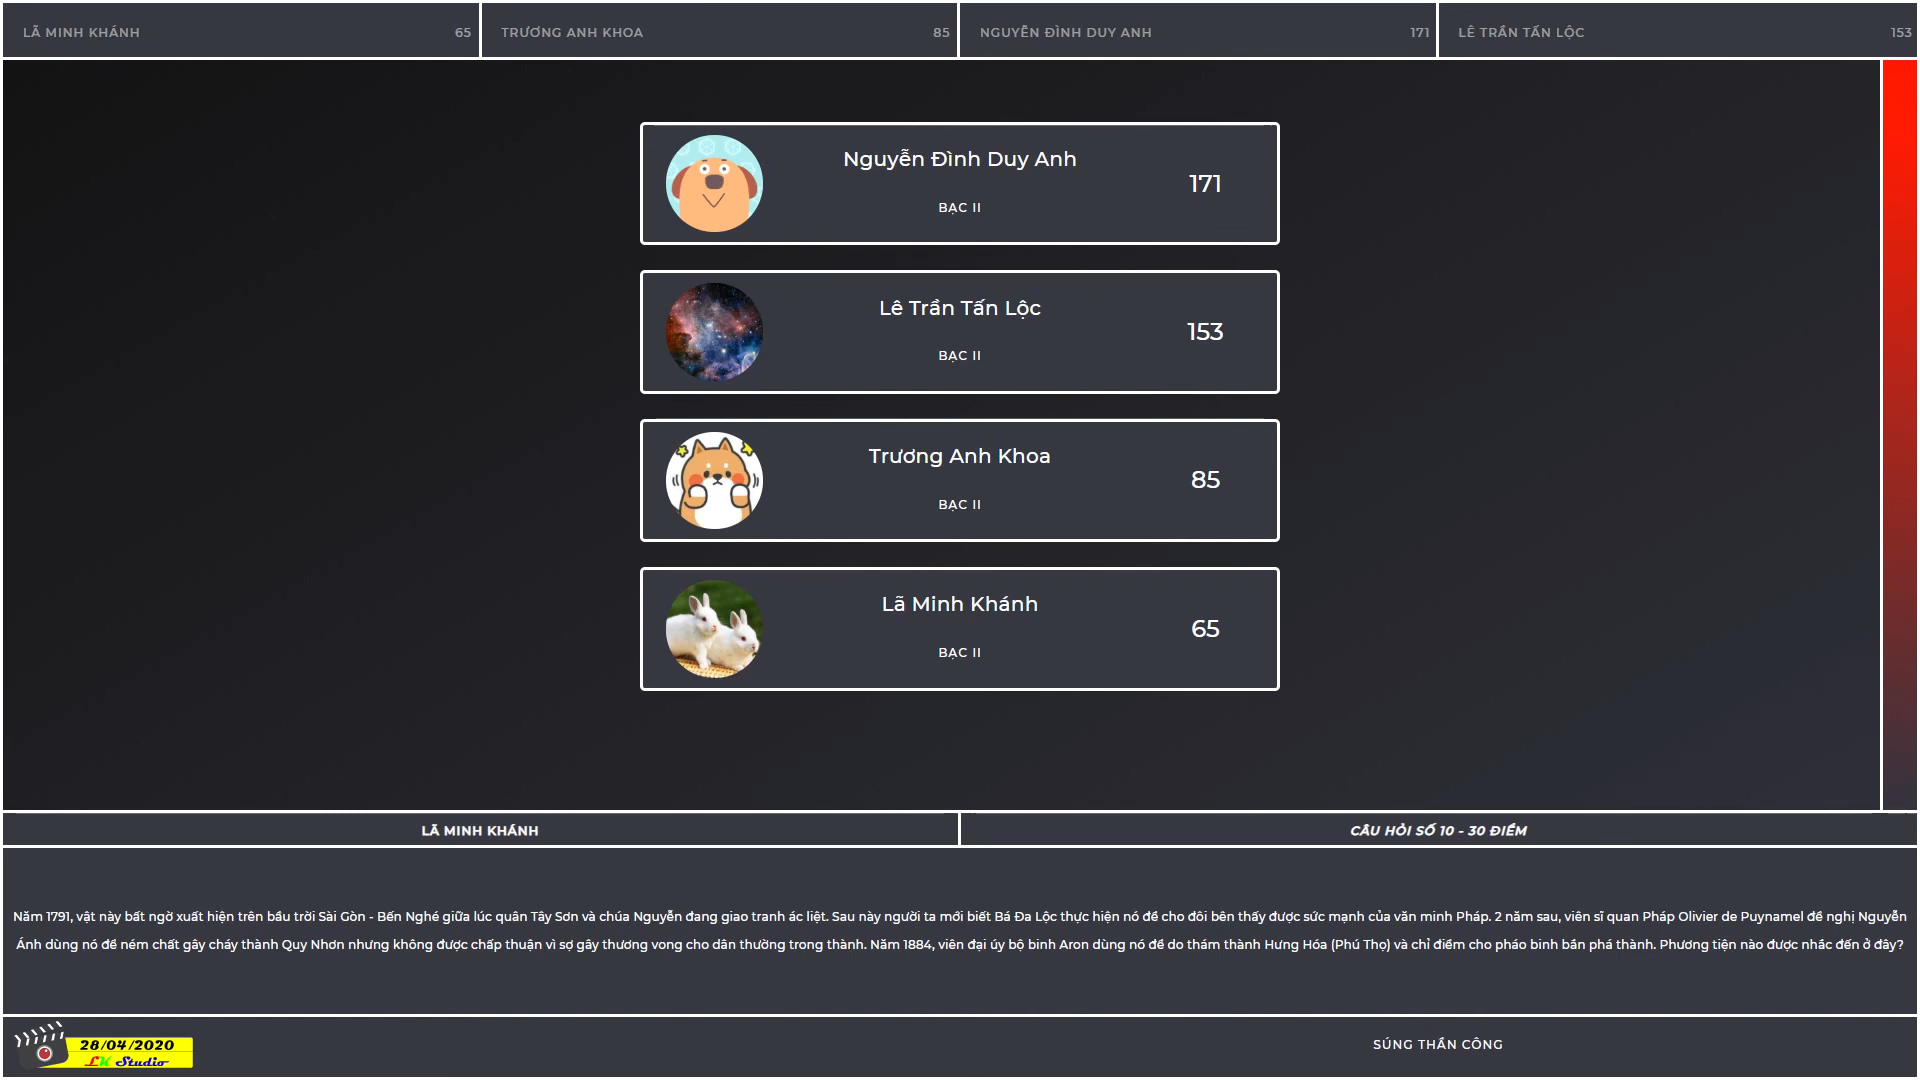 LÃ MINH KHÁNH 65 TRƯƠNG ANH KHOA 85 NGUYỄN ĐÌNH DUY ANH 171 LÊ TRẦN TẤN LỘC 153
Nguyễn Đình Duy Anh
171
BẠC II
Lê Trần Tấn Lộc
153
BẠC II
Trương Anh Khoa
85
BẠC II
Lã Minh Khánh
65
BẠC II
LÃ MINH KHÁNH CÂU HỎI SỐ 10 - 30 ĐIỂM
Năm 1791, vật này bất ngờ xuất hiện trên bầu trời Sài Gòn - Bến Nghé giữa lúc quân Tây Sơn và chúa Nguyễn đang giao tranh ác liệt. Sau này người ta mới biết Bá Đa Lộc thực hiện nó để cho đôi bên thấy được sức mạnh của văn minh Pháp. 2 năm sau, viên sĩ quan Pháp Olivier de Puynamel đề nghị Nguyễn
Ánh dùng nó để ném chất gây cháy thành Quy Nhơn nhưng không được chấp thuận vì sợ gây thương vong cho dân thường trong thành. Năm 1884, viên đại úy bộ binh Aron dùng nó để do thám thành Hưng Hóa (Phú Thọ) và chỉ điểm cho pháo binh bắn phá thành. Phương tiện nào được nhắc đến ở đây?
28/04/2020
LK Studio
SÚNG THẦN CÔNG